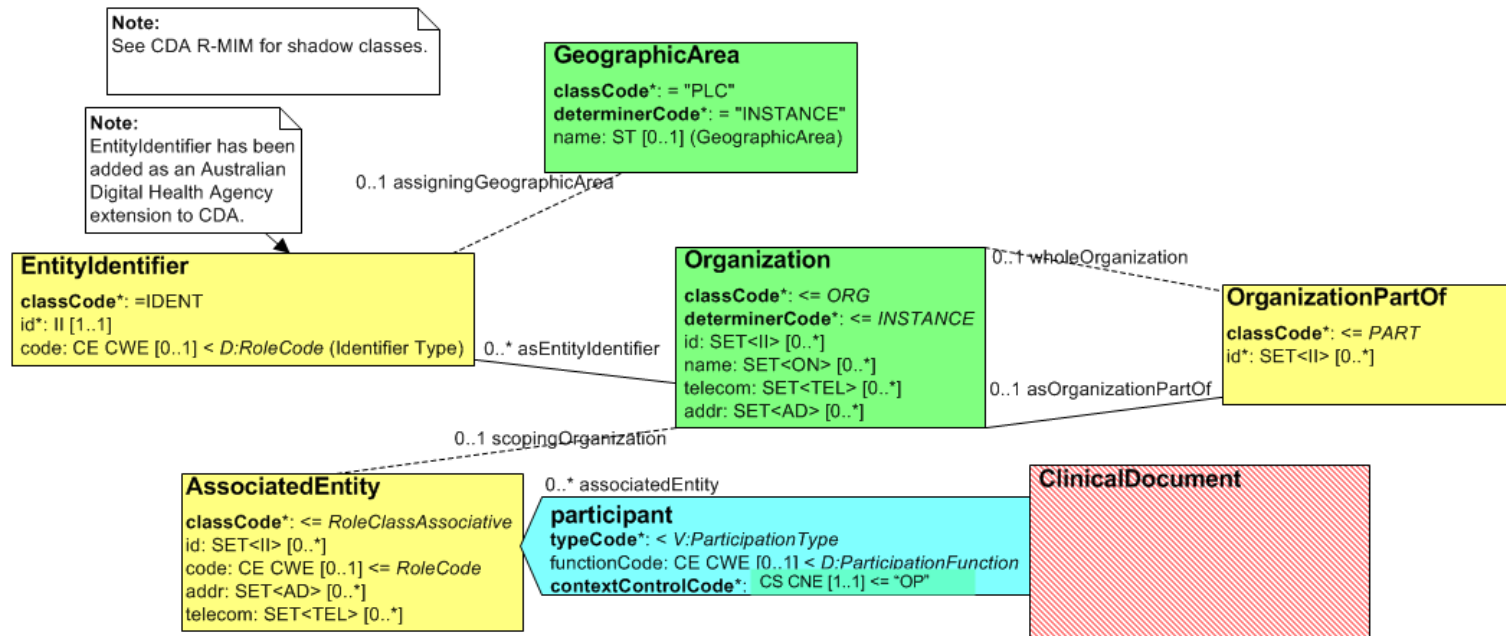 Note:
See CDA R-MIM for shadow classes.
GeographicArea
classCode*: = "PLC"
determinerCode*: = "INSTANCE"
name: ST [0..1] (GeographicArea)
Note:
EntityIdentifier has been
added as an Australian
Digital Health Agency
extension to CDA.
0..1 assigningGeographicArea
EntityIdentifier
classCode*: =IDENT
id*: II [1..1]
code: CE CWE [0..1] < D:RoleCode (Identifier Type)
0..* asEntityIdentifier
Organization
classCode*: <= ORG
determinerCode*: <= INSTANCE
id: SET<II> [0..*]
name: SET<ON> [0..*]
telecom: SET<TEL> [0..*]
addr: SET<AD> [0..*]
0..1 wholeOrganization
OrganizationPartOf
classCode*: <= PART
id*: SET<II> [0..*]
0..1 asOrganizationPartOf
0..1 scopingOrganization
AssociatedEntity
classCode*: <= RoleClassAssociative
id: SET<II> [0..*]
code: CE CWE [0..1] <= RoleCode
addr: SET<AD> [0..*]
telecom: SET<TEL> [0..*]
0..* associatedEntity
participant
typeCode*: < V:ParticipationType
functionCode: CE CWE [0..1] < D:ParticipationFunction
contextControlCode*: CS CNE [1..1] <= “OP”
ClinicalDocument